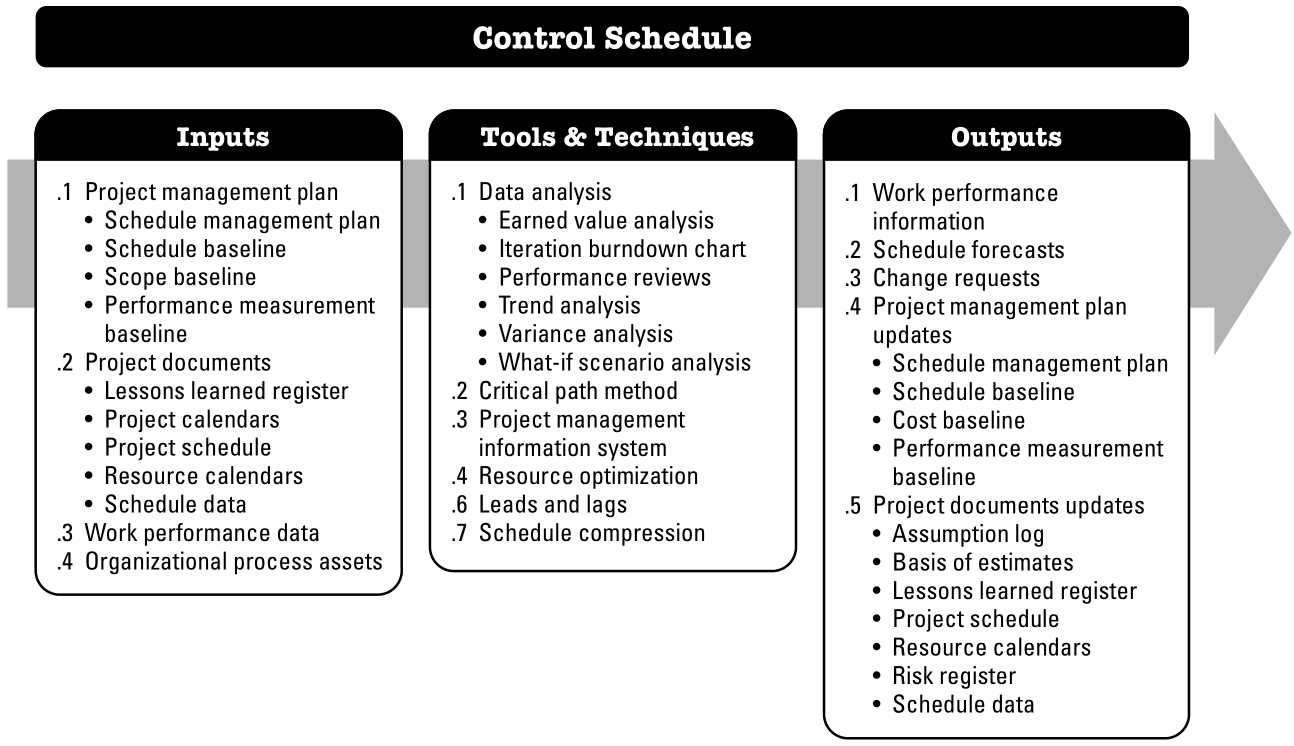 Control Schedule
Inputs
.1 Project management plan
• Schedule management plan
• Schedule baseline
• Scope baseline
• Performance measurement
baseline
.2 Project documents
• Lessons learned register
• Project calendars
• Project schedule
• Resource calendars
• Schedule data
.3 Work performance data
.4 Organizational process assets
Tools & Techniques
.1 Data analysis
• Earned value analysis
• Iteration burndown chart
• Performance reviews
• Trend analysis
• Variance analysis
• What-if scenario analysis
.2 Critical path method
.3 Project management
information system
.4 Resource optimization
.6 Leads and lags
.7 Schedule compression
Outputs
.1 Work performance
information
.2 Schedule forecasts
.3 Change requests
.4 Project management plan
updates
• Schedule management plan
• Schedule baseline
• Cost baseline
• Performance measurement
baseline
.5 Project documents updates
• Assumption log
• Basis of estimates
• Lessons learned register
• Project schedule
• Resource calendars
• Risk register
• Schedule data